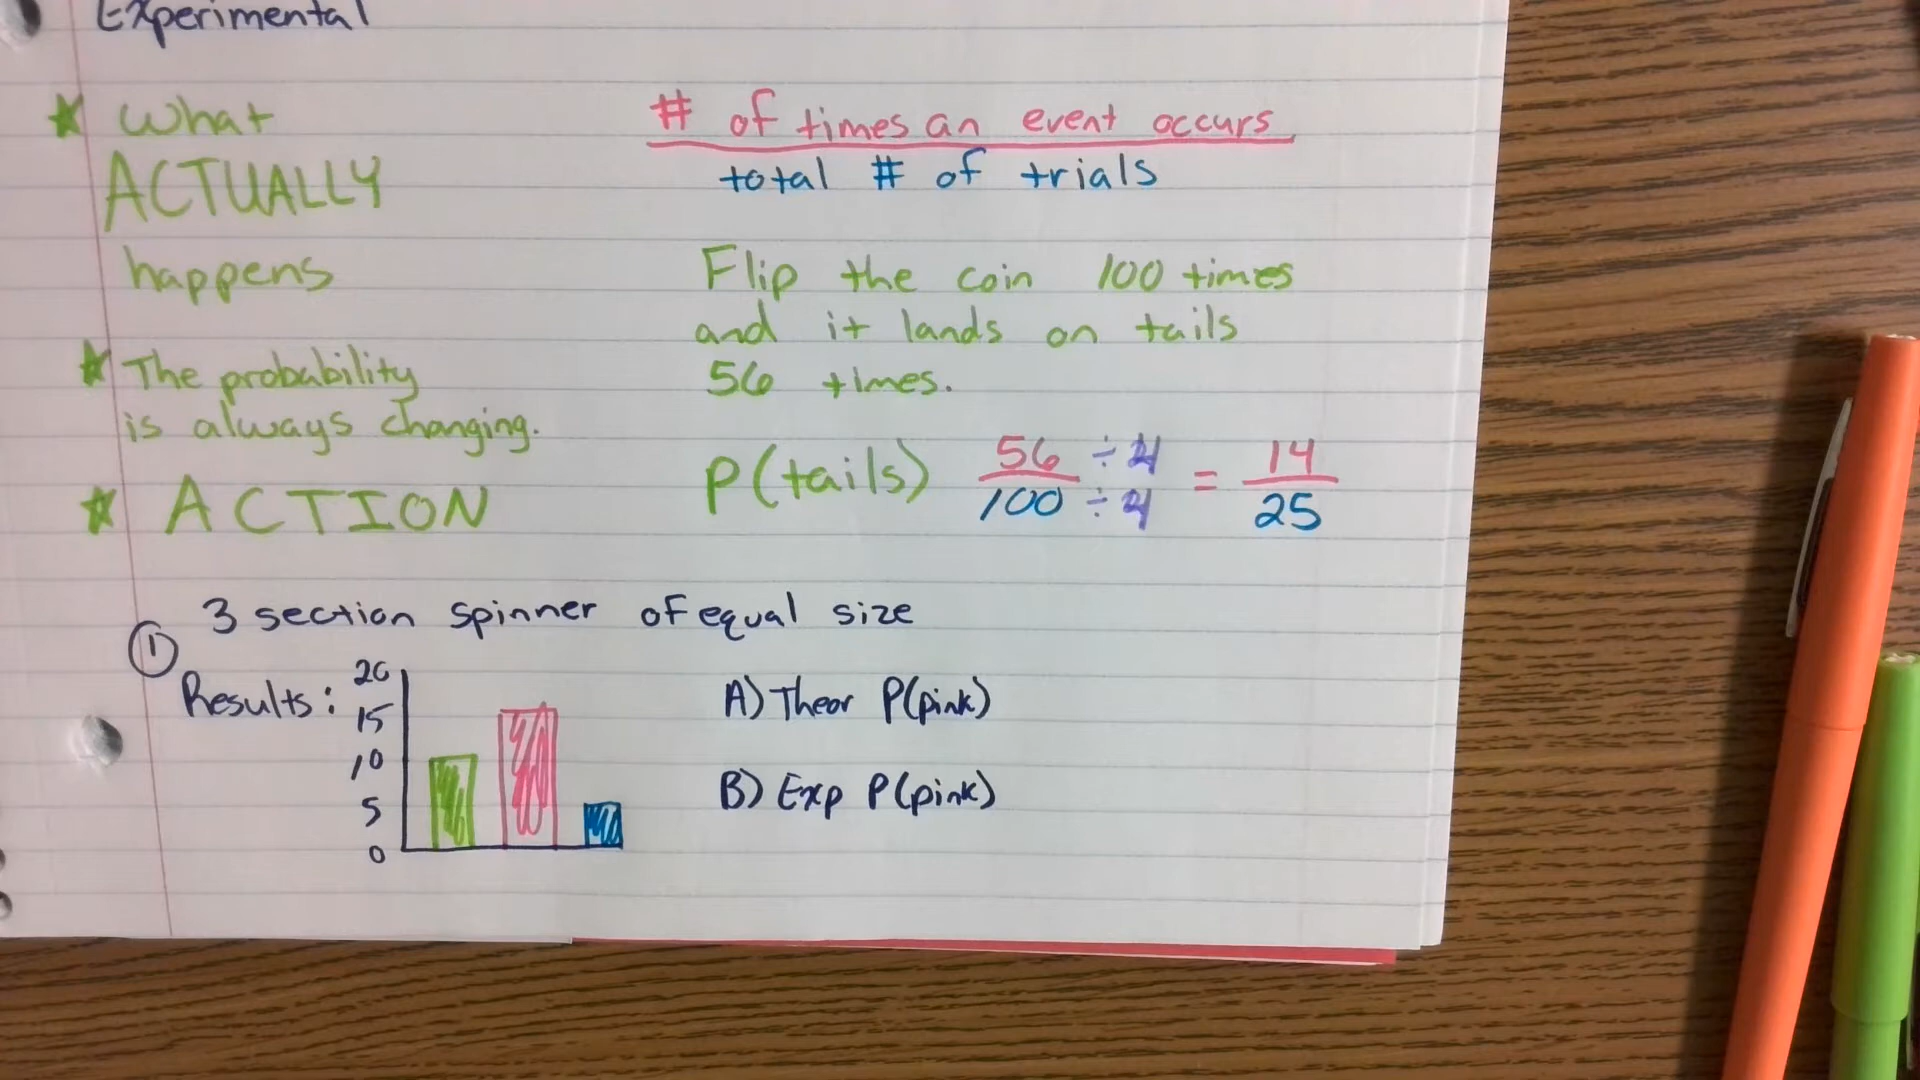 Experimental
★ What
ACTUALLY
happens
★ The probability
is always changing.
★ ACTION
# of times an event occurs
total # of trials
Flip the coin 100 times
and it lands on tails
56 times.
P(tails) 56 ÷ 4 = 14
100 ÷ 4 25
① 3 section spinner of equal size
Results:
20
15
10
5
0
A) Theor P(pink)
B) Exp P(pink)